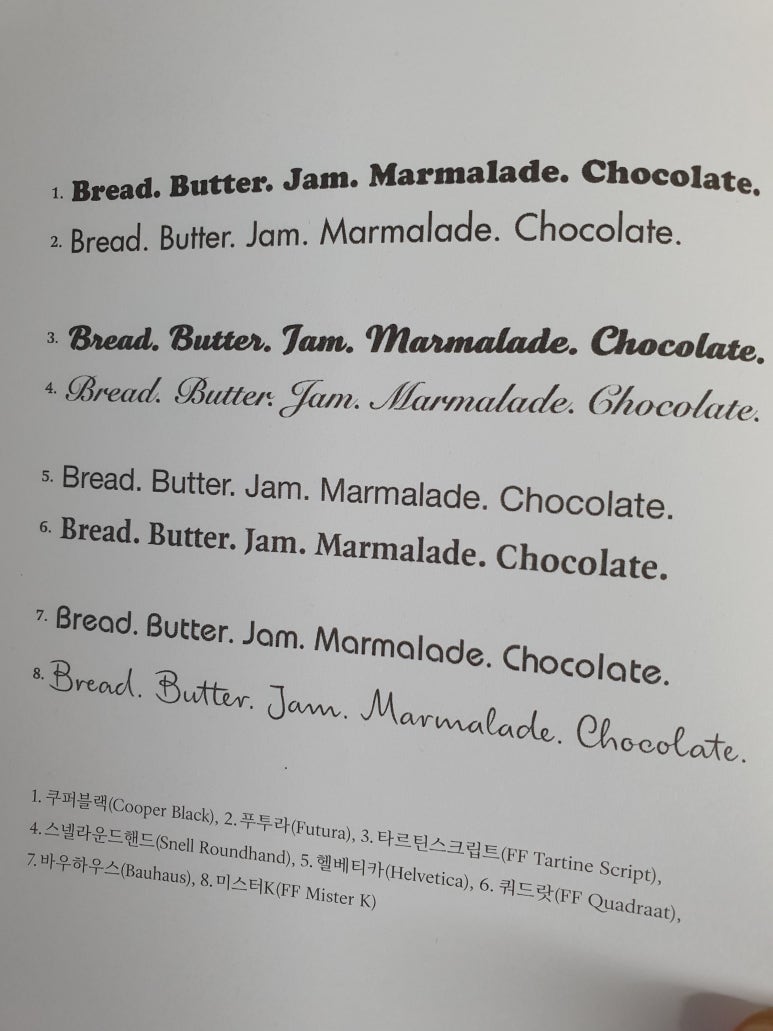 1. Bread. Butter. Jam. Marmalade. Chocolate.
2. Bread. Butter. Jam. Marmalade. Chocolate.
3. Bread. Butter. Jam. Marmalade. Chocolate.
4. Bread. Butter. Jam. Marmalade. Chocolate.
5. Bread. Butter. Jam. Marmalade. Chocolate.
6. Bread. Butter. Jam. Marmalade. Chocolate.
7. Bread. Butter. Jam. Marmalade. Chocolate.
8. Bread. Butter. Jam. Marmalade. Chocolate.
1. 쿠퍼블랙(Cooper Black), 2. 푸투라(Futura), 3. 타르틴스크립트(FF Tartine Script),
4. 스넬라운드핸드(Snell Roundhand), 5. 헬베티카(Helvetica), 6. 쿼드랏(FF Quadraat),
7. 바우하우스(Bauhaus), 8. 미스터K(FF Mister K)